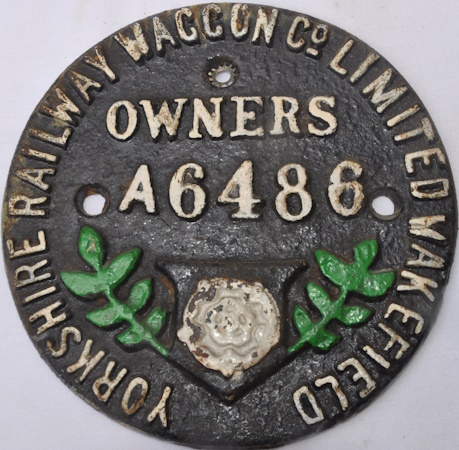 YORKSHIRE RAILWAY WAGGON Co LIMITED WAKEFIELD
OWNERS
A6486